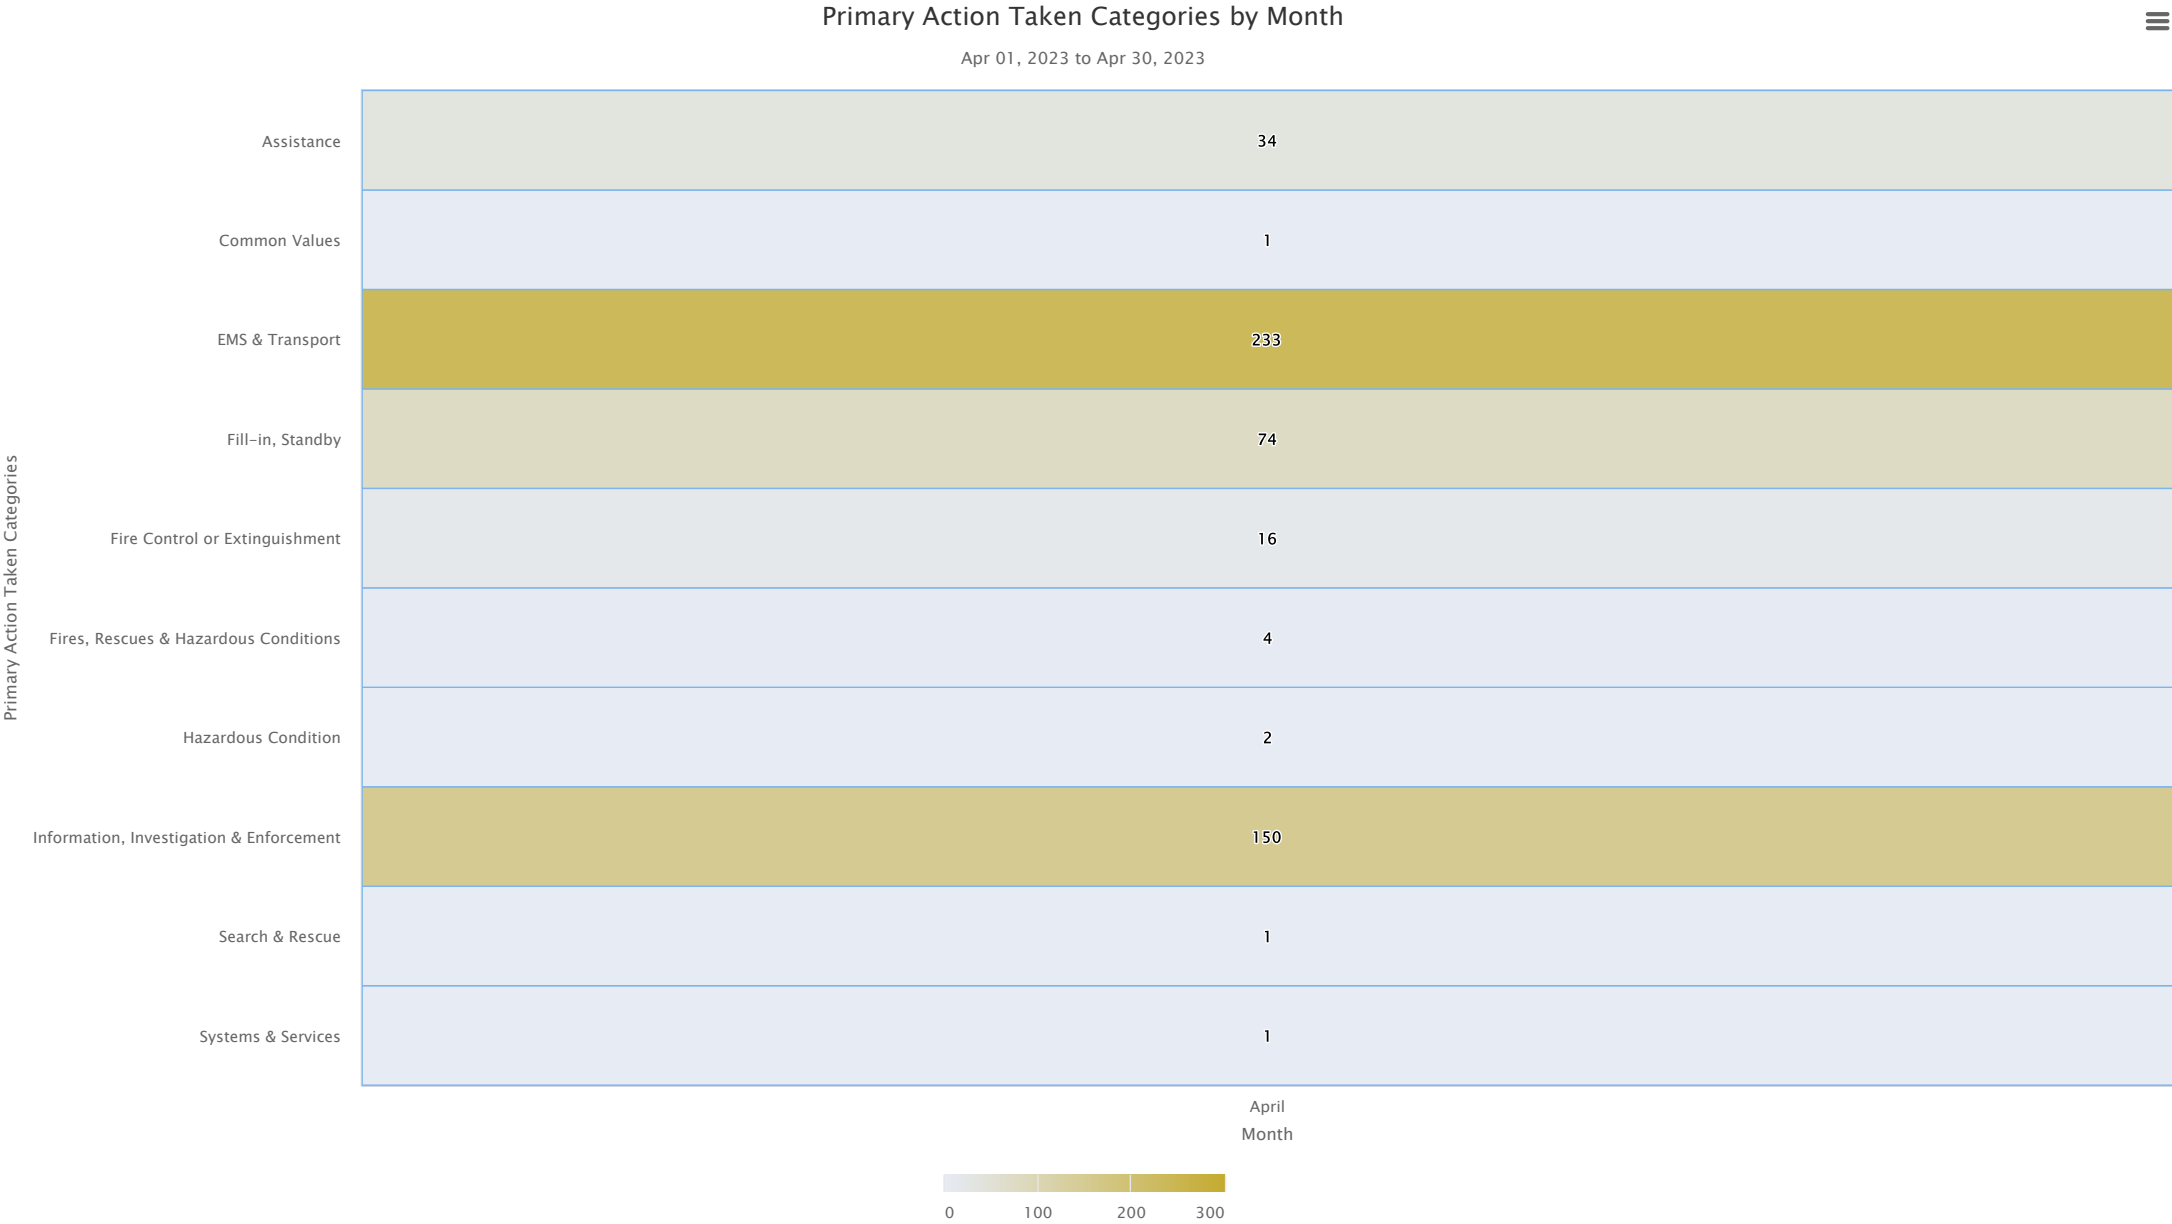 Primary Action Taken Categories by Month
Apr 01, 2023 to Apr 30, 2023
Primary Action Taken Categories
Assistance 34
Common Values 1
EMS & Transport 233
Fill-in, Standby 74
Fire Control or Extinguishment 16
Fires, Rescues & Hazardous Conditions 4
Hazardous Condition 2
Information, Investigation & Enforcement 150
Search & Rescue 1
Systems & Services 1
April
Month
0 100 200 300